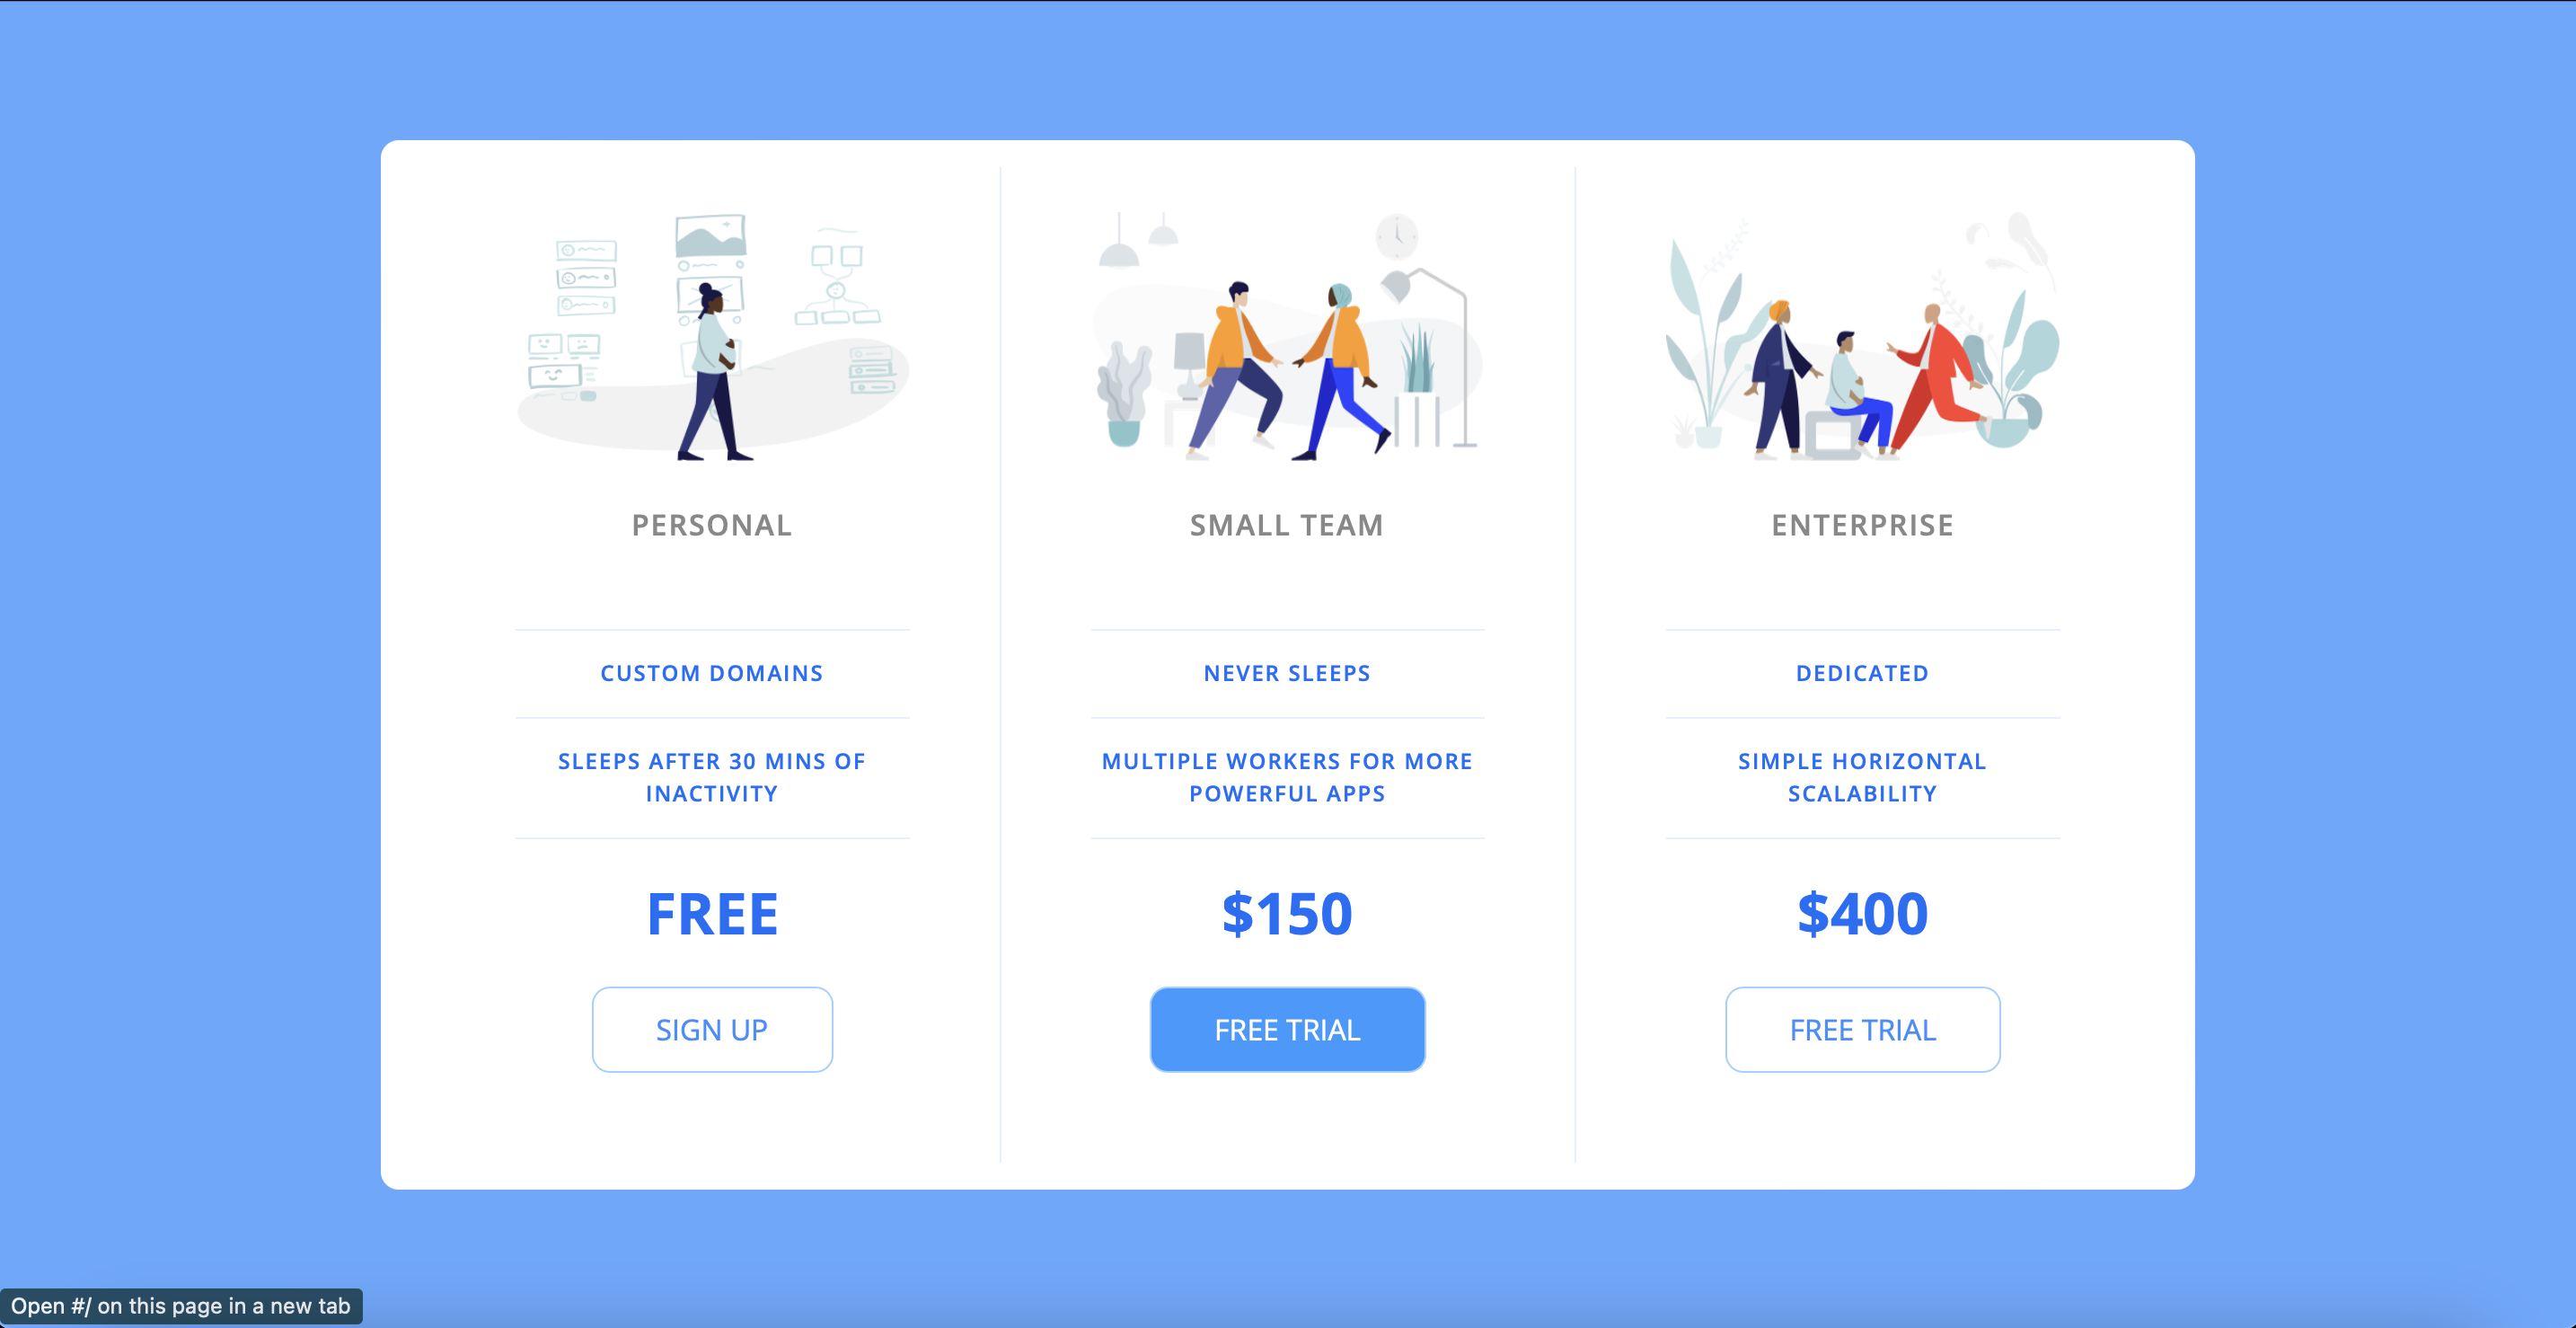 PERSONAL
CUSTOM DOMAINS
SLEEPS AFTER 30 MINS OF
INACTIVITY
FREE
SIGN UP
SMALL TEAM
NEVER SLEEPS
MULTIPLE WORKERS FOR MORE
POWERFUL APPS
$150
FREE TRIAL
ENTERPRISE
DEDICATED
SIMPLE HORIZONTAL
SCALABILITY
$400
FREE TRIAL
Open #/ on this page in a new tab